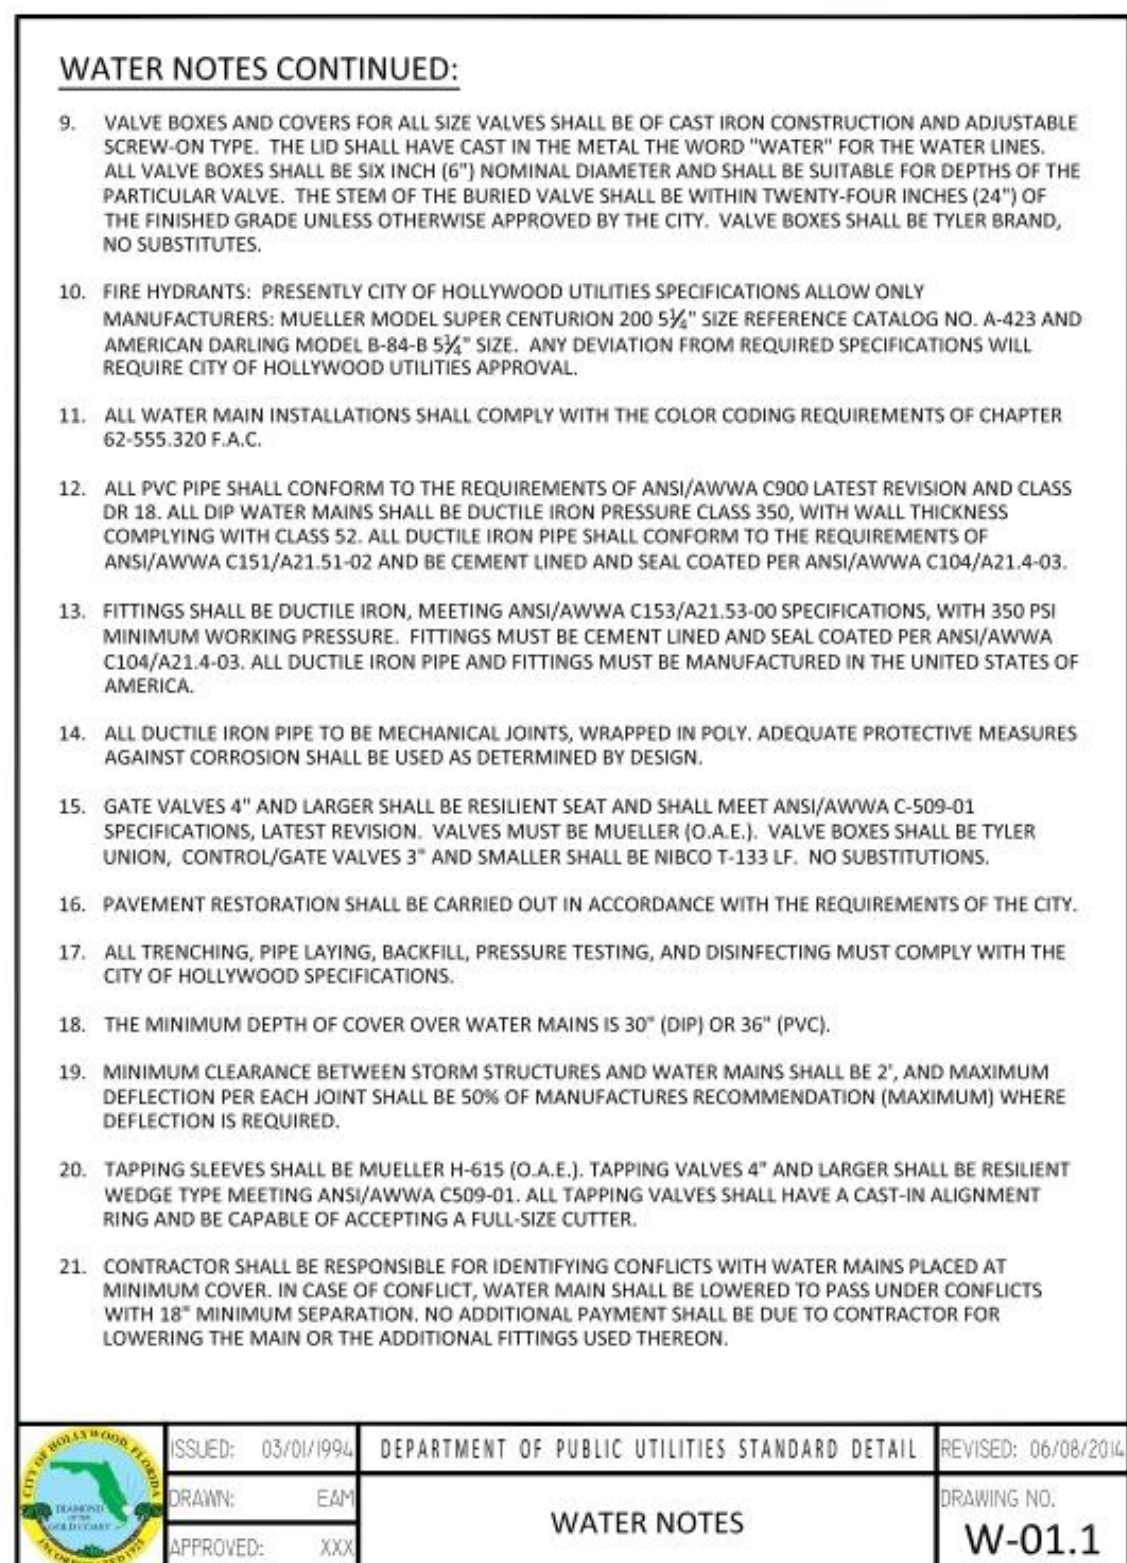 WATER NOTES CONTINUED:
9. VALVE BOXES AND COVERS FOR ALL SIZE VALVES SHALL BE OF CAST IRON CONSTRUCTION AND ADJUSTABLE
SCREW-ON TYPE. THE LID SHALL HAVE CAST IN THE METAL THE WORD "WATER" FOR THE WATER LINES.
ALL VALVE BOXES SHALL BE SIX INCH (6") NOMINAL DIAMETER AND SHALL BE SUITABLE FOR DEPTHS OF THE
PARTICULAR VALVE. THE STEM OF THE BURIED VALVE SHALL BE WITHIN TWENTY-FOUR INCHES (24") OF
THE FINISHED GRADE UNLESS OTHERWISE APPROVED BY THE CITY. VALVE BOXES SHALL BE TYLER BRAND,
NO SUBSTITUTES.
10. FIRE HYDRANTS: PRESENTLY CITY OF HOLLYWOOD UTILITIES SPECIFICATIONS ALLOW ONLY
MANUFACTURERS: MUELLER MODEL SUPER CENTURION 200 5¼" SIZE REFERENCE CATALOG NO. A-423 AND
AMERICAN DARLING MODEL B-84-B 5¼" SIZE. ANY DEVIATION FROM REQUIRED SPECIFICATIONS WILL
REQUIRE CITY OF HOLLYWOOD UTILITIES APPROVAL.
11. ALL WATER MAIN INSTALLATIONS SHALL COMPLY WITH THE COLOR CODING REQUIREMENTS OF CHAPTER
62-555.320 F.A.C.
12. ALL PVC PIPE SHALL CONFORM TO THE REQUIREMENTS OF ANSI/AWWA C900 LATEST REVISION AND CLASS
DR 18. ALL DIP WATER MAINS SHALL BE DUCTILE IRON PRESSURE CLASS 350, WITH WALL THICKNESS
COMPLYING WITH CLASS 52. ALL DUCTILE IRON PIPE SHALL CONFORM TO THE REQUIREMENTS OF
ANSI/AWWA C151/A21.51-02 AND BE CEMENT LINED AND SEAL COATED PER ANSI/AWWA C104/A21.4-03.
13. FITTINGS SHALL BE DUCTILE IRON, MEETING ANSI/AWWA C153/A21.53-00 SPECIFICATIONS, WITH 350 PSI
MINIMUM WORKING PRESSURE. FITTINGS MUST BE CEMENT LINED AND SEAL COATED PER ANSI/AWWA
C104/A21.4-03. ALL DUCTILE IRON PIPE AND FITTINGS MUST BE MANUFACTURED IN THE UNITED STATES OF
AMERICA.
14. ALL DUCTILE IRON PIPE TO BE MECHANICAL JOINTS, WRAPPED IN POLY. ADEQUATE PROTECTIVE MEASURES
AGAINST CORROSION SHALL BE USED AS DETERMINED BY DESIGN.
15. GATE VALVES 4" AND LARGER SHALL BE RESILIENT SEAT AND SHALL MEET ANSI/AWWA C-509-01
SPECIFICATIONS, LATEST REVISION. VALVES MUST BE MUELLER (O.A.E.). VALVE BOXES SHALL BE TYLER
UNION, CONTROL/GATE VALVES 3" AND SMALLER SHALL BE NIBCO T-133 LF. NO SUBSTITUTIONS.
16. PAVEMENT RESTORATION SHALL BE CARRIED OUT IN ACCORDANCE WITH THE REQUIREMENTS OF THE CITY.
17. ALL TRENCHING, PIPE LAYING, BACKFILL, PRESSURE TESTING, AND DISINFECTING MUST COMPLY WITH THE
CITY OF HOLLYWOOD SPECIFICATIONS.
18. THE MINIMUM DEPTH OF COVER OVER WATER MAINS IS 30" (DIP) OR 36" (PVC).
19. MINIMUM CLEARANCE BETWEEN STORM STRUCTURES AND WATER MAINS SHALL BE 2', AND MAXIMUM
DEFLECTION PER EACH JOINT SHALL BE 50% OF MANUFACTURES RECOMMENDATION (MAXIMUM) WHERE
DEFLECTION IS REQUIRED.
20. TAPPING SLEEVES SHALL BE MUELLER H-615 (O.A.E.). TAPPING VALVES 4" AND LARGER SHALL BE RESILIENT
WEDGE TYPE MEETING ANSI/AWWA C509-01. ALL TAPPING VALVES SHALL HAVE A CAST-IN ALIGNMENT
RING AND BE CAPABLE OF ACCEPTING A FULL-SIZE CUTTER.
21. CONTRACTOR SHALL BE RESPONSIBLE FOR IDENTIFYING CONFLICTS WITH WATER MAINS PLACED AT
MINIMUM COVER. IN CASE OF CONFLICT, WATER MAIN SHALL BE LOWERED TO PASS UNDER CONFLICTS
WITH 18" MINIMUM SEPARATION. NO ADDITIONAL PAYMENT SHALL BE DUE TO CONTRACTOR FOR
LOWERING THE MAIN OR THE ADDITIONAL FITTINGS USED THEREON.
CITY OF HOLLYWOOD, FLORIDA
DIAMOND
OF THE
GOLD COAST
INCORPORATED 1925
ISSUED: 03/01/1994
DRAWN: EAM
APPROVED: XXX
DEPARTMENT OF PUBLIC UTILITIES STANDARD DETAIL
WATER NOTES
REVISED: 06/08/2014
DRAWING NO.
W-01.1